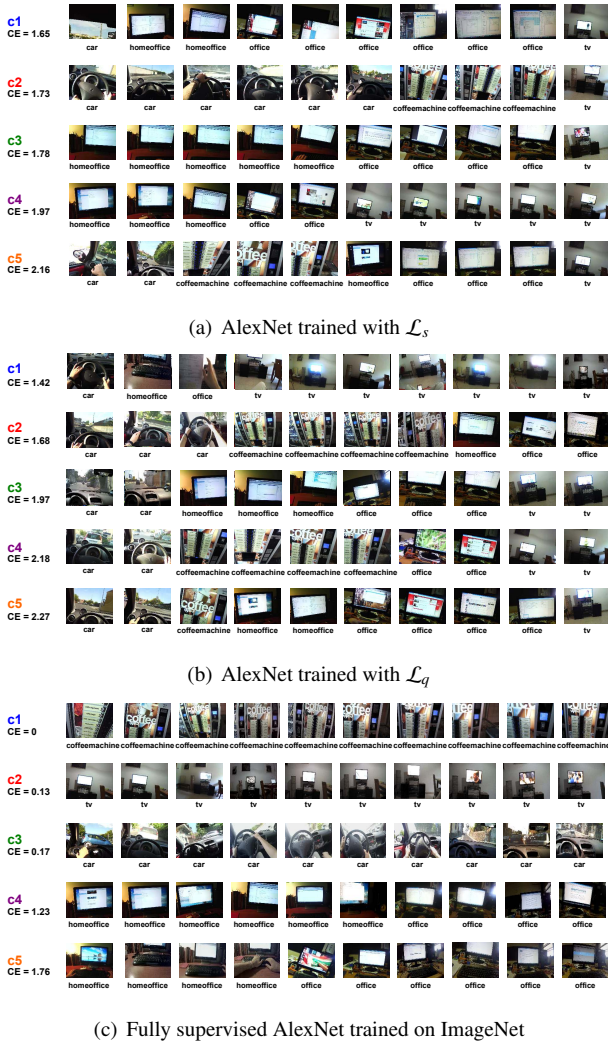 c1
CE = 1.65
car homeoffice homeoffice office office office office office office tv
c2
CE = 1.73
car car car car car car coffeemachine coffeemachine coffeemachine tv
c3
CE = 1.78
homeoffice homeoffice homeoffice homeoffice homeoffice office office office office tv
c4
CE = 1.97
homeoffice homeoffice homeoffice office office tv tv tv tv tv
c5
CE = 2.16
car car coffeemachine coffeemachine coffeemachine homeoffice office office office tv
(a) AlexNet trained with ℒs
c1
CE = 1.42
car homeoffice office tv tv tv tv tv tv tv
c2
CE = 1.68
car car car coffeemachine coffeemachine coffeemachine coffeemachine homeoffice office office
c3
CE = 1.97
car car homeoffice homeoffice homeoffice office office office tv tv
c4
CE = 2.18
car car coffeemachine coffeemachine coffeemachine coffeemachine office office tv tv
c5
CE = 2.27
car car coffeemachine homeoffice homeoffice office office office office tv
(b) AlexNet trained with ℒq
c1
CE = 0
coffeemachine coffeemachine coffeemachine coffeemachine coffeemachine coffeemachine coffeemachine coffeemachine coffeemachine coffeemachine
c2
CE = 0.13
tv tv tv tv tv tv tv tv tv tv
c3
CE = 0.17
car car car car car car car car car car
c4
CE = 1.23
homeoffice homeoffice homeoffice homeoffice homeoffice homeoffice office office office office
c5
CE = 1.76
homeoffice homeoffice homeoffice homeoffice office office office office office office
(c) Fully supervised AlexNet trained on ImageNet